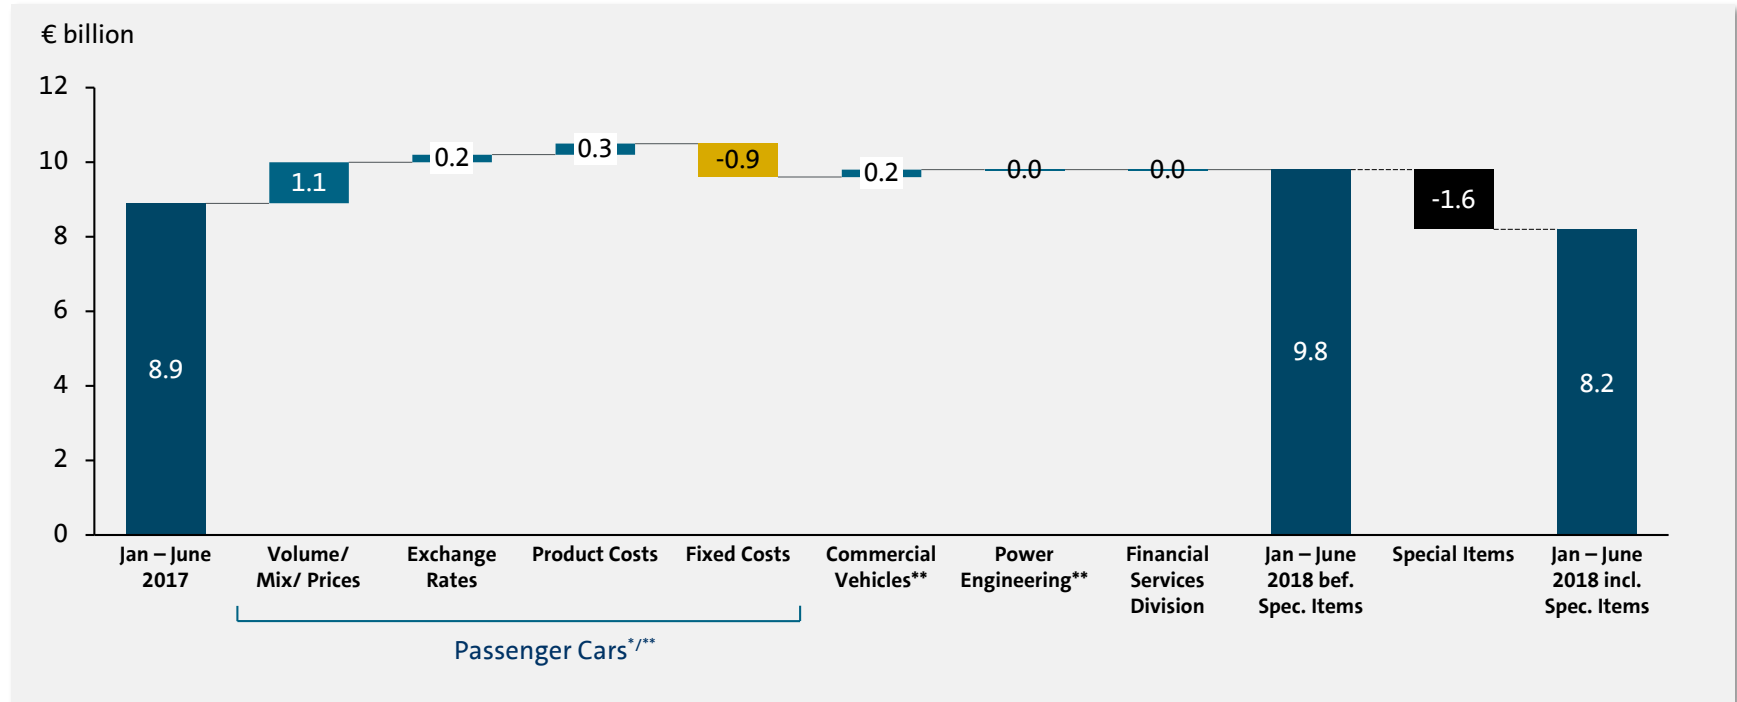 € billion
12
10
8
6
4
2
0
8.9
1.1
0.2
0.3
-0.9
0.2
0.0
0.0
9.8
-1.6
8.2
Jan – June
2017
Volume/
Mix/ Prices
Exchange
Rates
Product Costs
Fixed Costs
Commercial
Vehicles**
Power
Engineering**
Financial
Services
Division
Jan – June
2018 bef.
Spec. Items
Special Items
Jan – June
2018 incl.
Spec. Items
Passenger Cars*/**